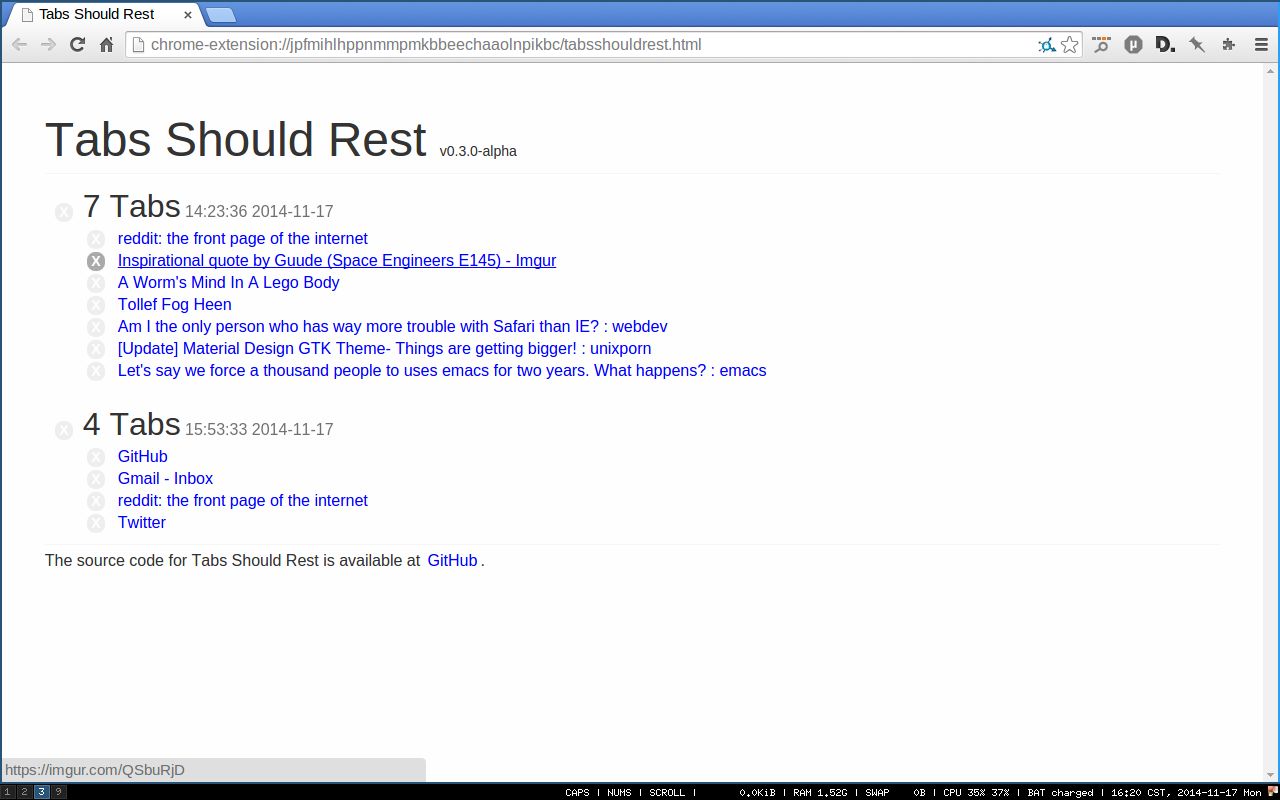 Tabs Should Rest
chrome-extension://jpfmihlhppnmmpmkbbeechaaolnpikbc/tabsshouldrest.html
Tabs Should Rest v0.3.0-alpha
X 7 Tabs 14:23:36 2014-11-17
X reddit: the front page of the internet
X Inspirational quote by Guude (Space Engineers E145) - Imgur
X A Worm's Mind In A Lego Body
X Tollef Fog Heen
X Am I the only person who has way more trouble with Safari than IE? : webdev
X [Update] Material Design GTK Theme- Things are getting bigger! : unixporn
X Let's say we force a thousand people to uses emacs for two years. What happens? : emacs
X 4 Tabs 15:53:33 2014-11-17
X GitHub
X Gmail - Inbox
X reddit: the front page of the internet
X Twitter
The source code for Tabs Should Rest is available at GitHub .
https://imgur.com/QSbuRjD
1 2 3 9 CAPS | NUMS | SCROLL | 0.0KiB | RAM 1.52G | SWAP 0B | CPU 35% 37% | BAT charged | 16:20 CST, 2014-11-17 Mon